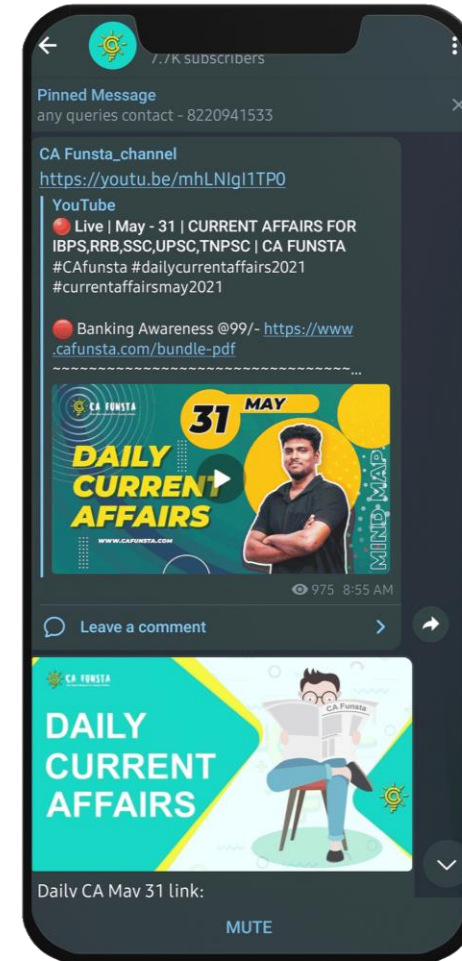 7.7K subscribers
Pinned Message
any queries contact - 8220941533
CA Funsta_channel
https://youtu.be/mhLNIgI1TP0
YouTube
🔴 Live | May - 31 | CURRENT AFFAIRS FOR
IBPS,RRB,SSC,UPSC,TNPSC | CA FUNSTA
#CAfunsta #dailycurrentaffairs2021
#currentaffairsmay2021
🔴 Banking Awareness @99/- https://www
.cafunsta.com/bundle-pdf
~~~~~~~~~~~~~~~~~~~~~~~~~~~~~~~~~...
CA FUNSTA
31 MAY
DAILY
CURRENT
AFFAIRS
WWW.CAFUNSTA.COM
MIND MAP
975 8:55 AM
Leave a comment
CA FUNSTA
CA Funsta
DAILY
CURRENT
AFFAIRS
Daily CA May 31 link:
MUTE